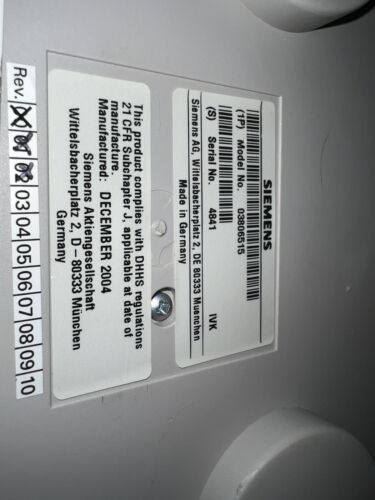 SIEMENS
(1P) Model No. 03806515
(S) Serial No. 4841
IVK
Siemens AG, Wittelsbacherplatz 2, DE 80333 Muenchen
Made in Germany
This product complies with DHHS regulations
21 CFR Subchapter J, applicable at date of
manufacture.
Manufactured: DECEMBER 2004
Siemens Aktiengesellschaft
Wittelsbacherplatz 2, D – 80333 München
Germany
Rev. 03 04 05 06 07 08 09 10